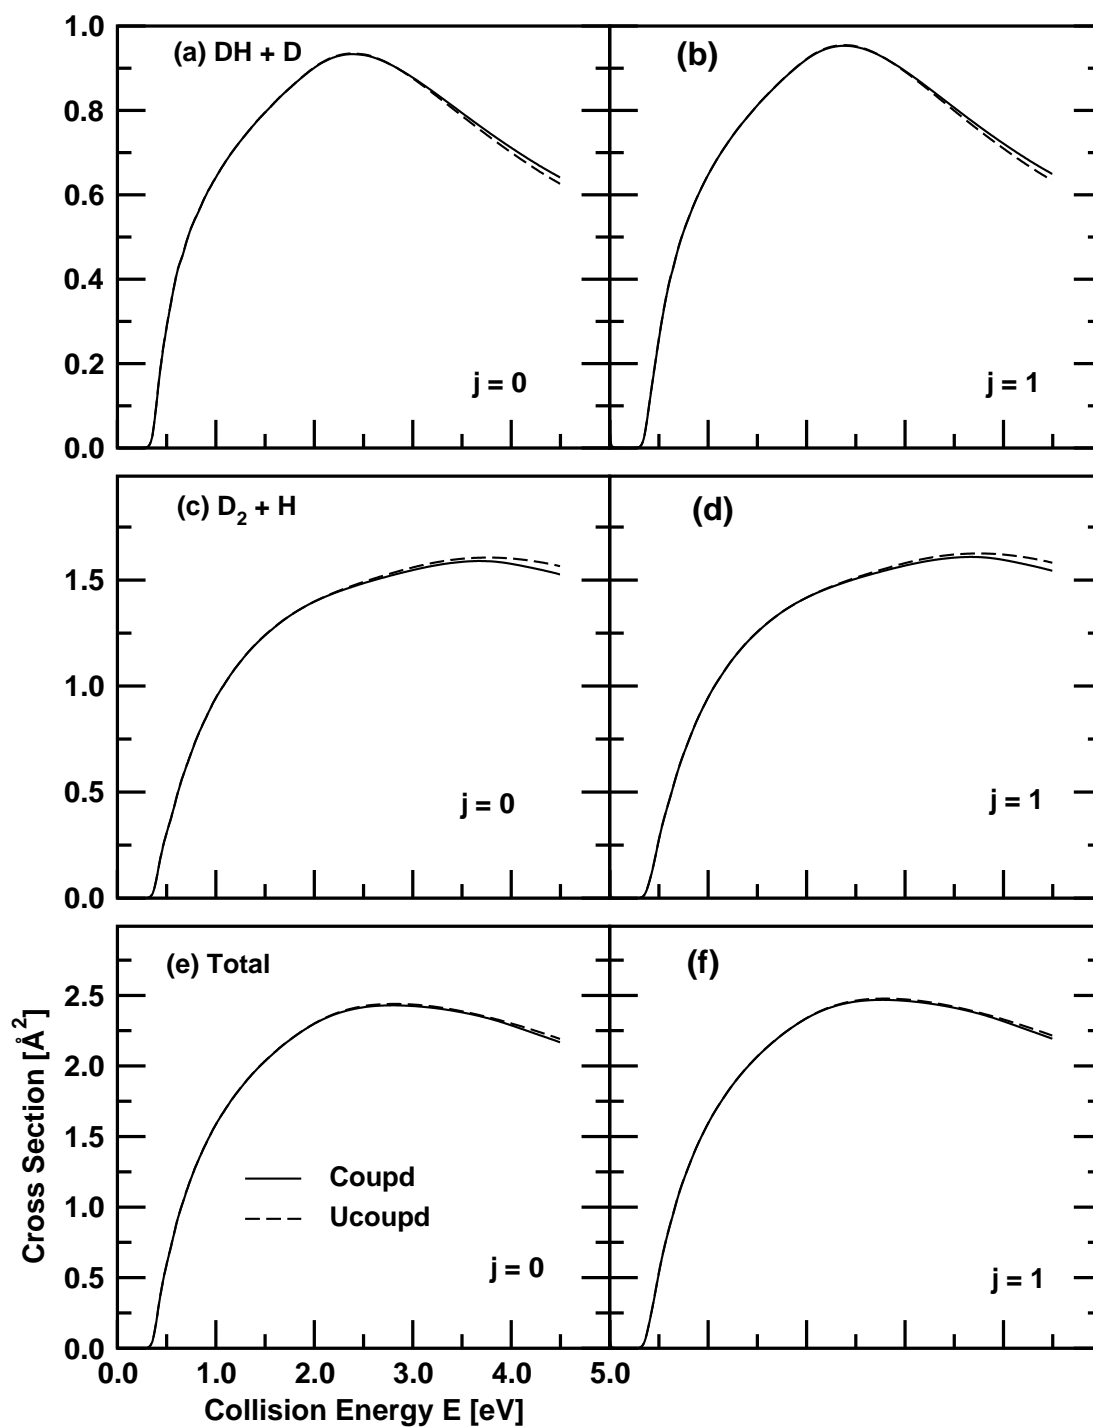 1.0
(a) DH + D
(b)
0.8
0.6
0.4
j = 0
j = 1
0.2
0.0
(c) D2 + H
(d)
1.5
1.0
j = 0
j = 1
0.5
0.0
(e) Total
(f)
2.5
2.0
1.5
Coupd
1.0
Ucoupd
j = 0
j = 1
0.5
0.0
Cross Section [Å2]
0.0 1.0 2.0 3.0 4.0 5.0
Collision Energy E [eV]